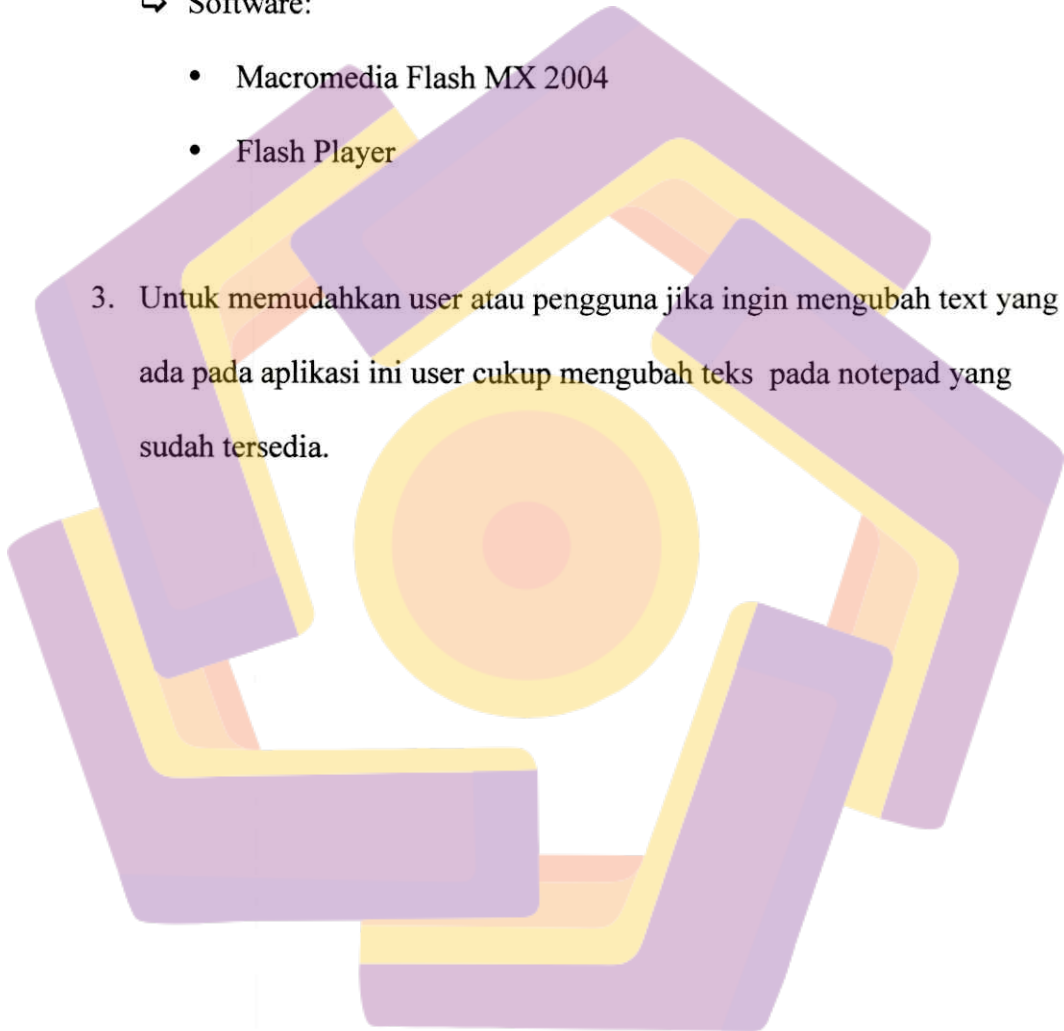 ➪ Software:
• Macromedia Flash MX 2004
• Flash Player
3. Untuk memudahkan user atau pengguna jika ingin mengubah text yang
ada pada aplikasi ini user cukup mengubah teks pada notepad yang
sudah tersedia.